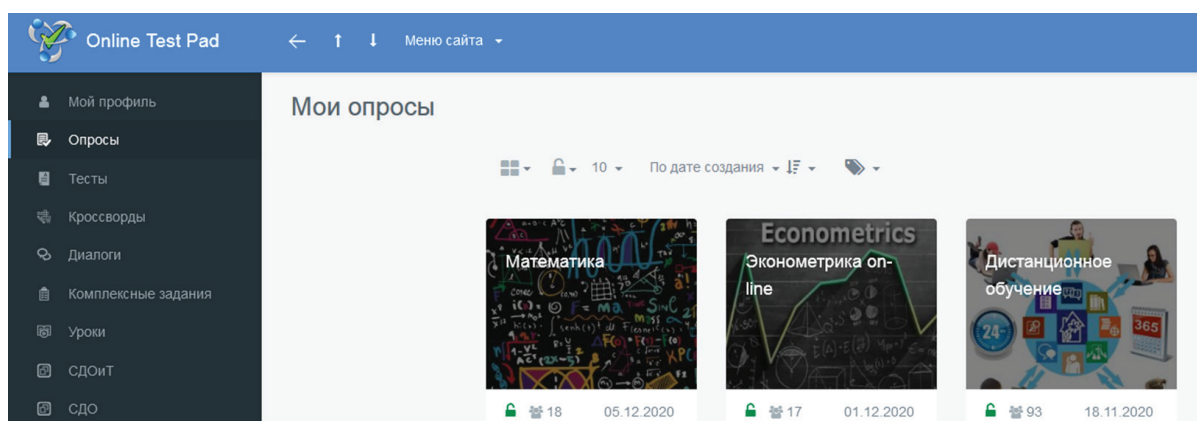 Online Test Pad
Меню сайта
Мой профиль
Опросы
Тесты
Кроссворды
Диалоги
Комплексные задания
Уроки
СДОиТ
СДО
Мои опросы
10 По дате создания
Математика
18 05.12.2020
Econometrics
Эконометрика on-
line
17 01.12.2020
Дистанционное
обучение
24
365
93 18.11.2020